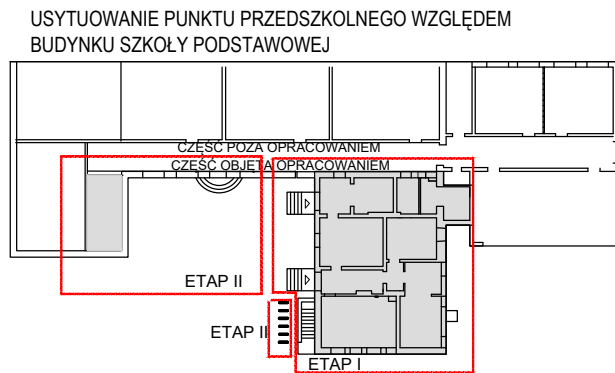 USYTUOWANIE PUNKTU PRZEDSZKOLNEGO WZGLĘDEM
BUDYNKU SZKOŁY PODSTAWOWEJ
CZĘŚĆ POZA OPRACOWANIEM
CZĘŚĆ OBJĘTA OPRACOWANIEM
ETAP II
ETAP II
ETAP I